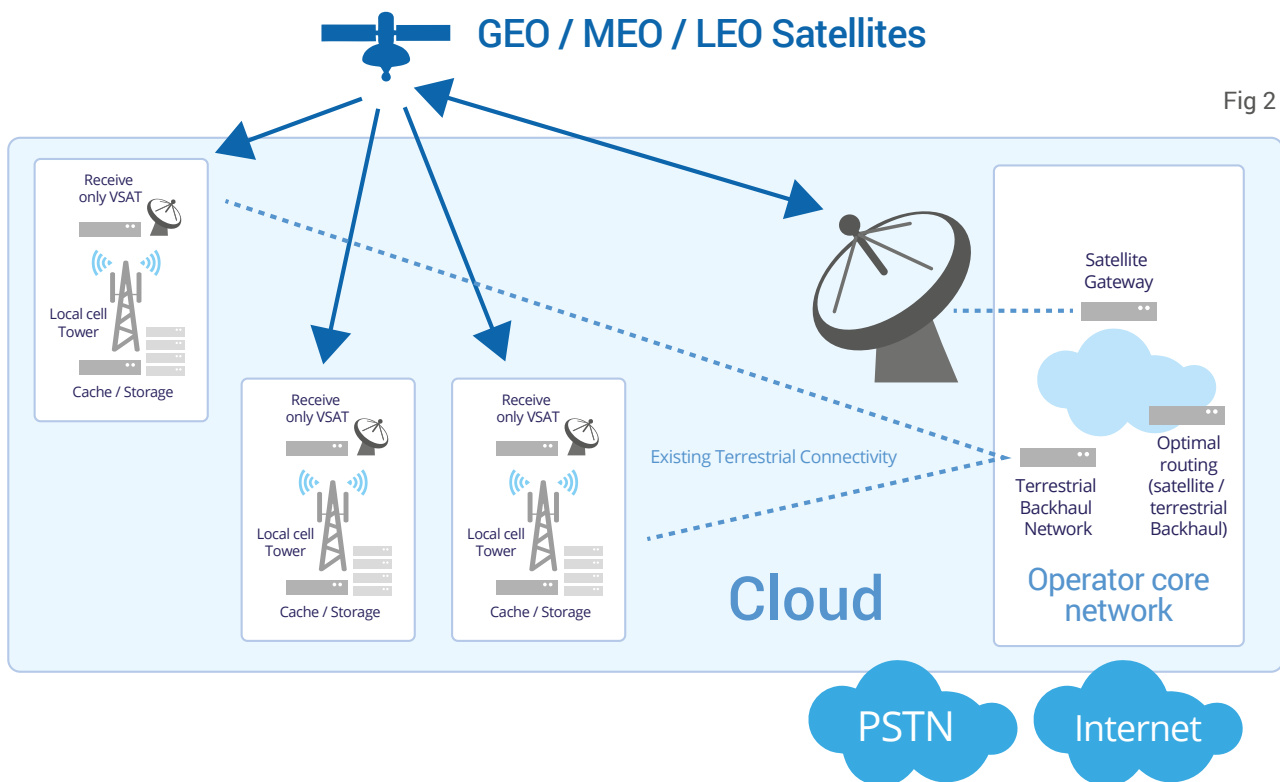 GEO / MEO / LEO Satellites
Fig 2
Receive
only VSAT
Local cell
Tower
Cache / Storage
Receive
only VSAT
Local cell
Tower
Cache / Storage
Receive
only VSAT
Local cell
Tower
Cache / Storage
Existing Terrestrial Connectivity
Cloud
Satellite
Gateway
Terrestrial
Backhaul
Network
Optimal
routing
(satellite /
terrestrial
Backhaul)
Operator core
network
PSTN
Internet